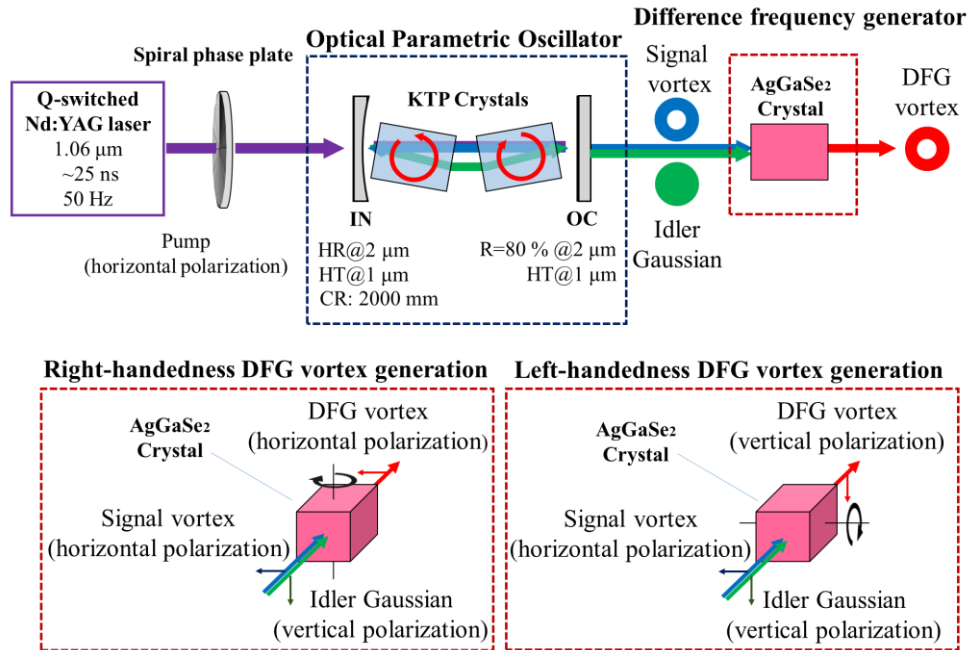 Difference frequency generator
Spiral phase plate
Optical Parametric Oscillator
Signal
vortex
DFG
vortex
Q-switched
Nd:YAG laser
1.06 μm
~25 ns
50 Hz
KTP Crystals
AgGaSe₂
Crystal
IN
OC
Pump
(horizontal polarization)
HR@2 μm
HT@1 μm
CR: 2000 mm
R=80 % @2 μm
HT@1 μm
Idler
Gaussian
Right-handedness DFG vortex generation
DFG vortex
(horizontal polarization)
AgGaSe₂
Crystal
Signal vortex
(horizontal polarization)
Idler Gaussian
(vertical polarization)
Left-handedness DFG vortex generation
DFG vortex
(vertical polarization)
AgGaSe₂
Crystal
Signal vortex
(horizontal polarization)
Idler Gaussian
(vertical polarization)